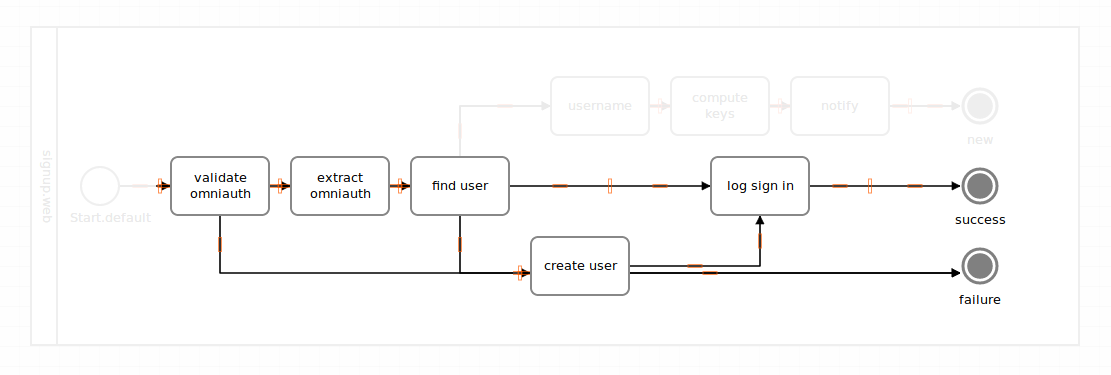 signup.web
username
compute
keys
notify
new
Start.default
validate
omniauth
extract
omniauth
find user
log sign in
success
create user
failure